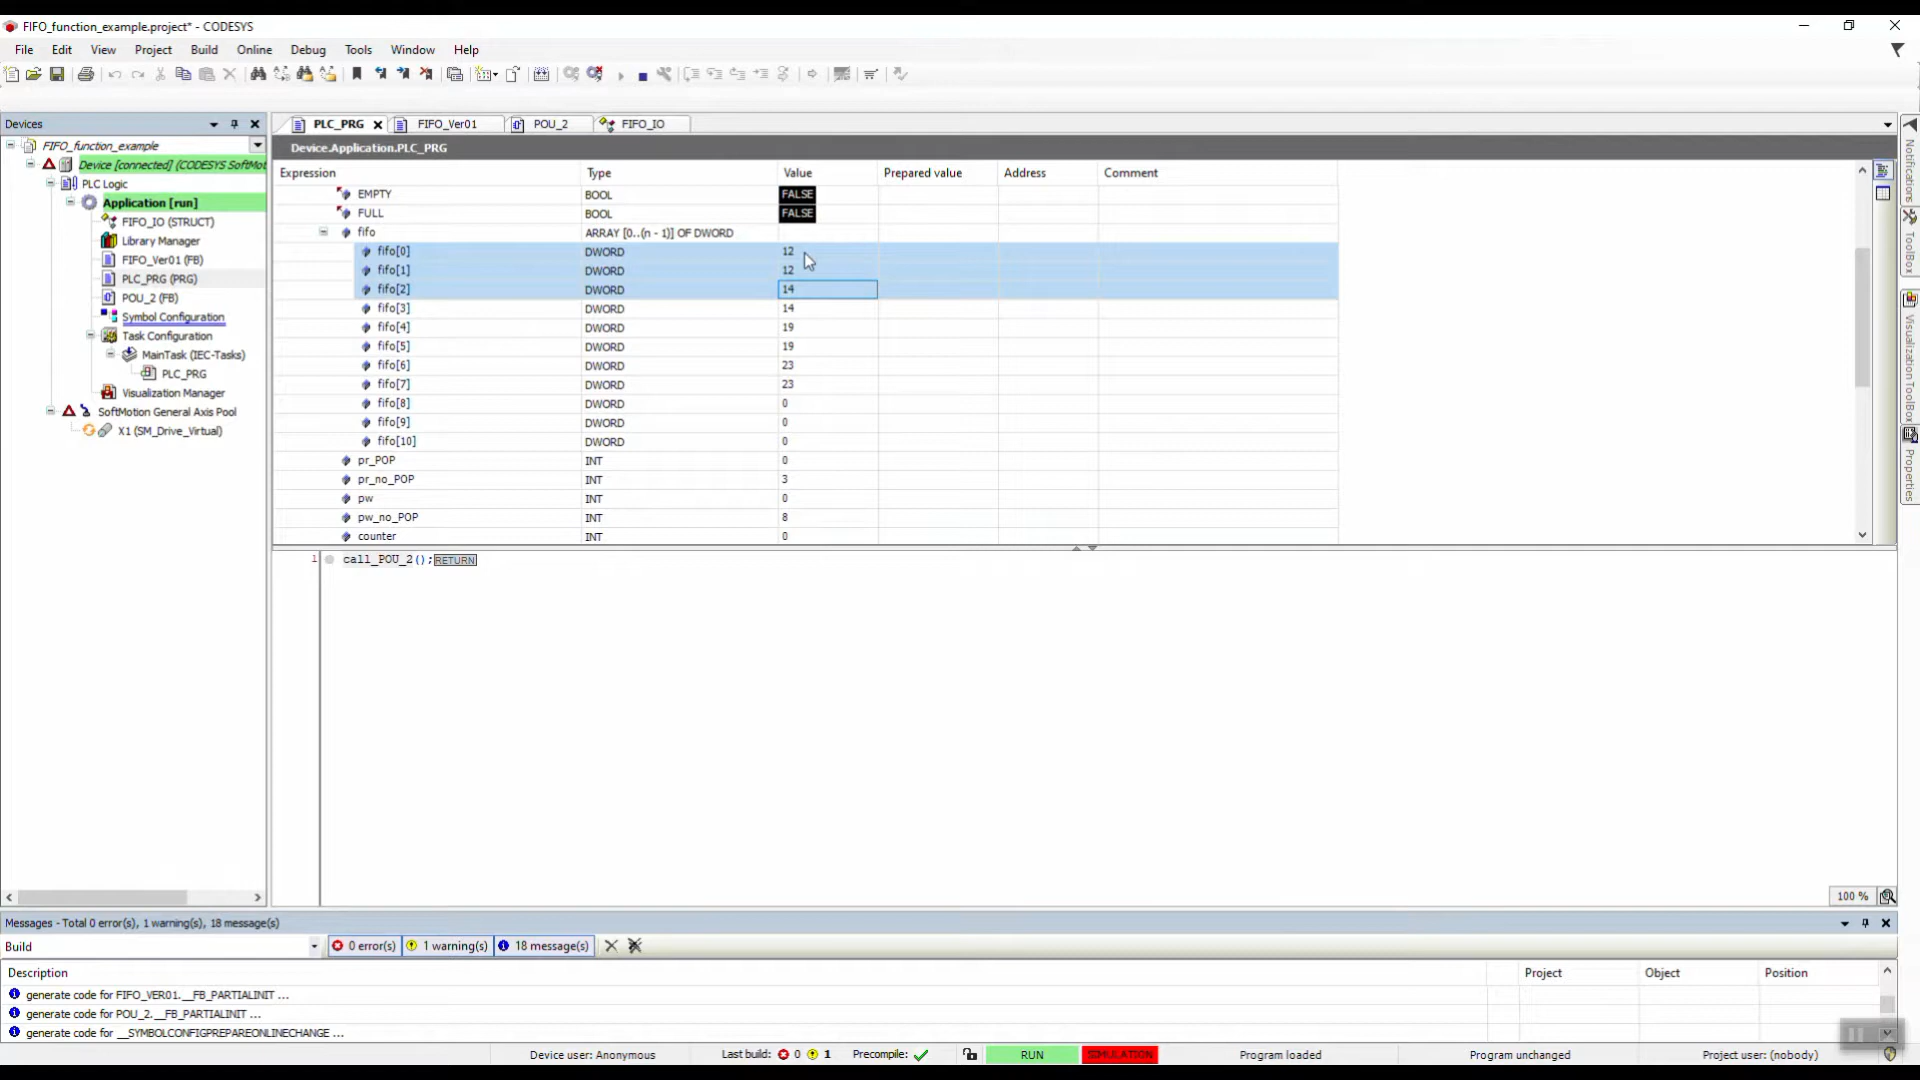 FIFO_function_example.project* - CODESYS
File Edit View Project Build Online Debug Tools Window Help
Devices
FIFO_function_example
Device [connected] (CODESYS SoftMot
PLC Logic
Application [run]
FIFO_IO (STRUCT)
Library Manager
FIFO_Ver01 (FB)
PLC_PRG (PRG)
POU_2 (FB)
Symbol Configuration
Task Configuration
MainTask (IEC-Tasks)
PLC_PRG
Visualization Manager
SoftMotion General Axis Pool
X1 (SM_Drive_Virtual)
PLC_PRG FIFO_Ver01 POU_2 FIFO_IO
Device.Application.PLC_PRG
Expression Type Value Prepared value Address Comment
EMPTY BOOL FALSE
FULL BOOL FALSE
fifo ARRAY [0..(n - 1)] OF DWORD
fifo[0] DWORD 12
fifo[1] DWORD 12
fifo[2] DWORD 14
fifo[3] DWORD 14
fifo[4] DWORD 19
fifo[5] DWORD 19
fifo[6] DWORD 23
fifo[7] DWORD 23
fifo[8] DWORD 0
fifo[9] DWORD 0
fifo[10] DWORD 0
pr_POP INT 0
pr_no_POP INT 3
pw INT 0
pw_no_POP INT 8
counter INT 0
1 call_POU_2();RETURN
100 %
Notifications
ToolBox
Visualization ToolBox
Properties
Messages - Total 0 error(s), 1 warning(s), 18 message(s)
Build 0 error(s) 1 warning(s) 18 message(s)
Description Project Object Position
generate code for FIFO_VER01.__FB_PARTIALINIT ...
generate code for POU_2.__FB_PARTIALINIT ...
generate code for __SYMBOLCONFIGPREPAREONLINECHANGE ...
Device user: Anonymous Last build: 0 1 Precompile: RUN SIMULATION Program loaded Program unchanged Project user: (nobody)